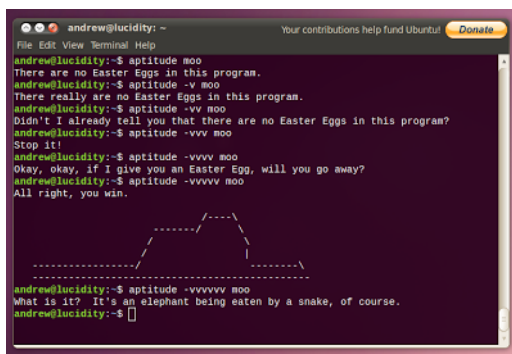 andrew@lucidity: ~
Your contributions help fund Ubuntu! Donate
File Edit View Terminal Help
andrew@lucidity:~$ aptitude moo
There are no Easter Eggs in this program.
andrew@lucidity:~$ aptitude -v moo
There really are no Easter Eggs in this program.
andrew@lucidity:~$ aptitude -vv moo
Didn't I already tell you that there are no Easter Eggs in this program?
andrew@lucidity:~$ aptitude -vvv moo
Stop it!
andrew@lucidity:~$ aptitude -vvvv moo
Okay, okay, if I give you an Easter Egg, will you go away?
andrew@lucidity:~$ aptitude -vvvvv moo
All right, you win.

                               /----\
                       -------/      \
                      /               \
                     /                |
   -----------------/                  --------\
   ----------------------------------------------
andrew@lucidity:~$ aptitude -vvvvvv moo
What is it?  It's an elephant being eaten by a snake, of course.
andrew@lucidity:~$